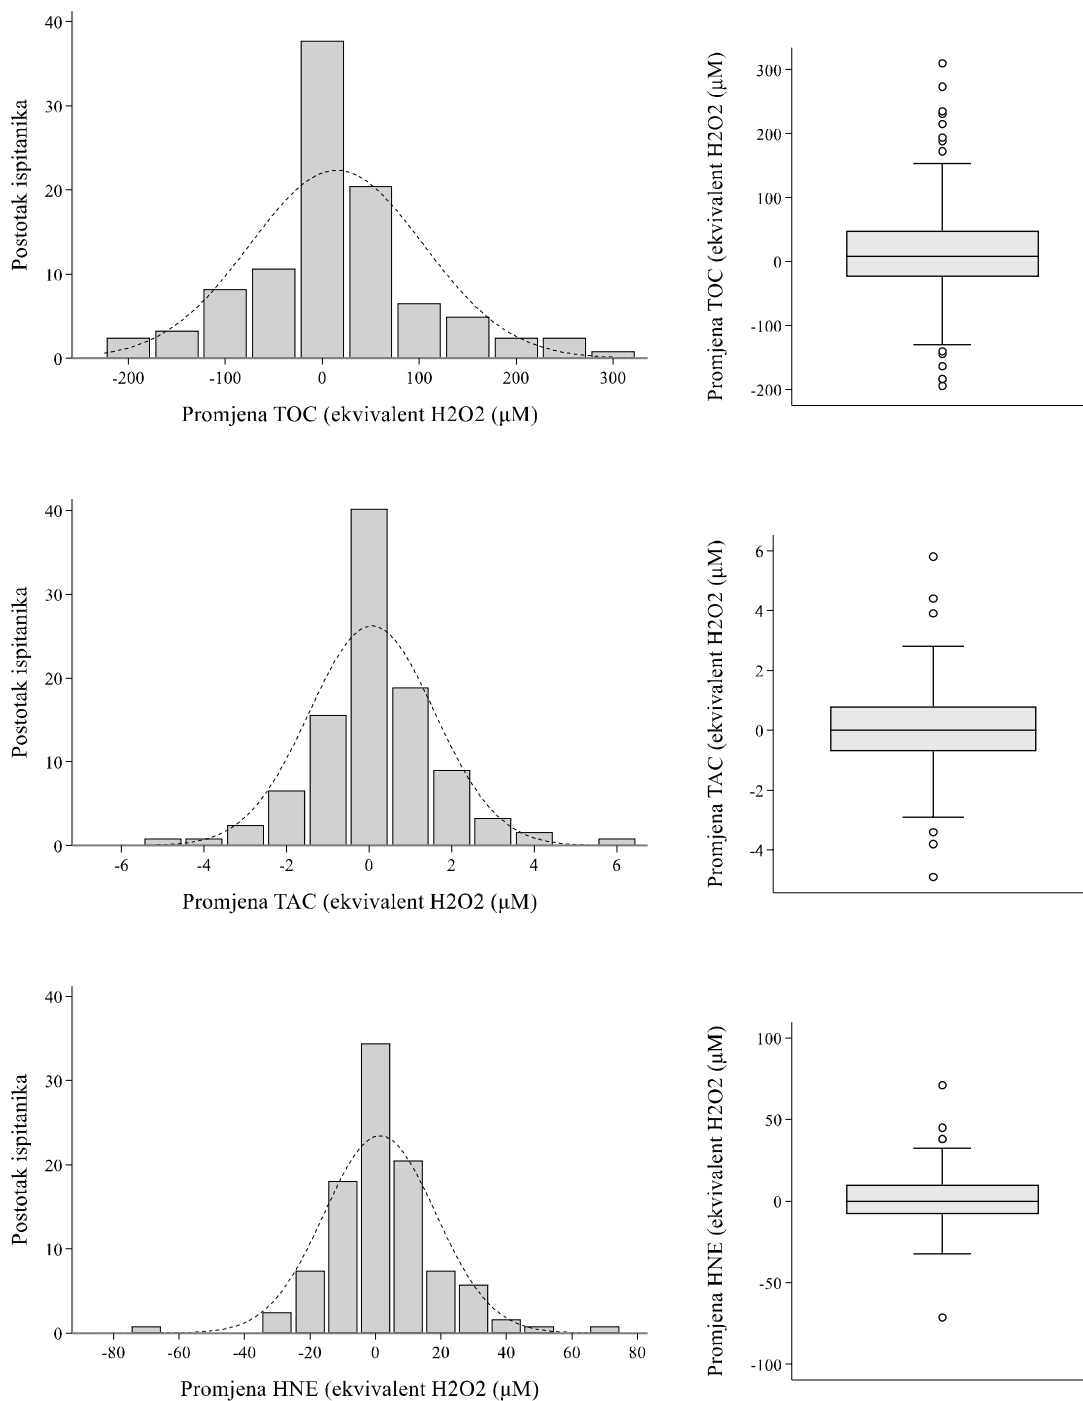 Postotak ispitanika
40
30
20
10
0
-200 -100 0 100 200 300
Promjena TOC (ekvivalent H2O2 (µM)
Promjena TOC (ekvivalent H2O2 (µM)
300
200
100
0
-100
-200
Postotak ispitanika
40
30
20
10
0
-6 -4 -2 0 2 4 6
Promjena TAC (ekvivalent H2O2 (µM)
Promjena TAC (ekvivalent H2O2 (µM)
6
4
2
0
-2
-4
Postotak ispitanika
40
30
20
10
0
-80 -60 -40 -20 0 20 40 60 80
Promjena HNE (ekvivalent H2O2 (µM)
Promjena HNE (ekvivalent H2O2 (µM)
100
50
0
-50
-100